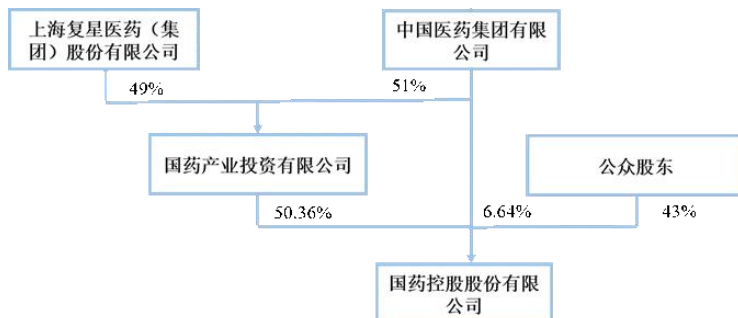 上海复星医药（集
团）股份有限公司
中国医药集团有限
公司
49%
51%
国药产业投资有限公司
公众股东
50.36%
6.64%
43%
国药控股股份有限
公司